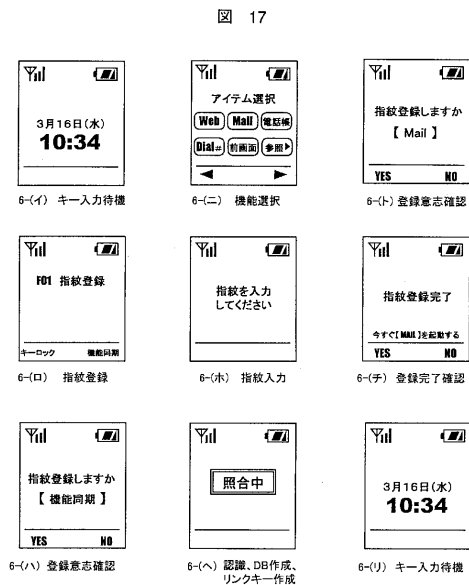 図 17
3月16日(水)
10:34
6-(イ) キー入力待機
F01 指紋登録
キーロック 機能同期
6-(ロ) 指紋登録
指紋登録しますか
【 機能同期 】
YES NO
6-(ハ) 登録意志確認
アイテム選択
Web Mail 電話帳
Dial# 前画面 参照▶
◀ ▶
6-(ニ) 機能選択
指紋を入力
してください
6-(ホ) 指紋入力
照合中
6-(ヘ) 認識、DB作成、
リンクキー作成
指紋登録しますか
【 Mail 】
YES NO
6-(ト) 登録意志確認
指紋登録完了
今すぐ【 MAIL 】を起動する
YES NO
6-(チ) 登録完了確認
3月16日(水)
10:34
6-(リ) キー入力待機